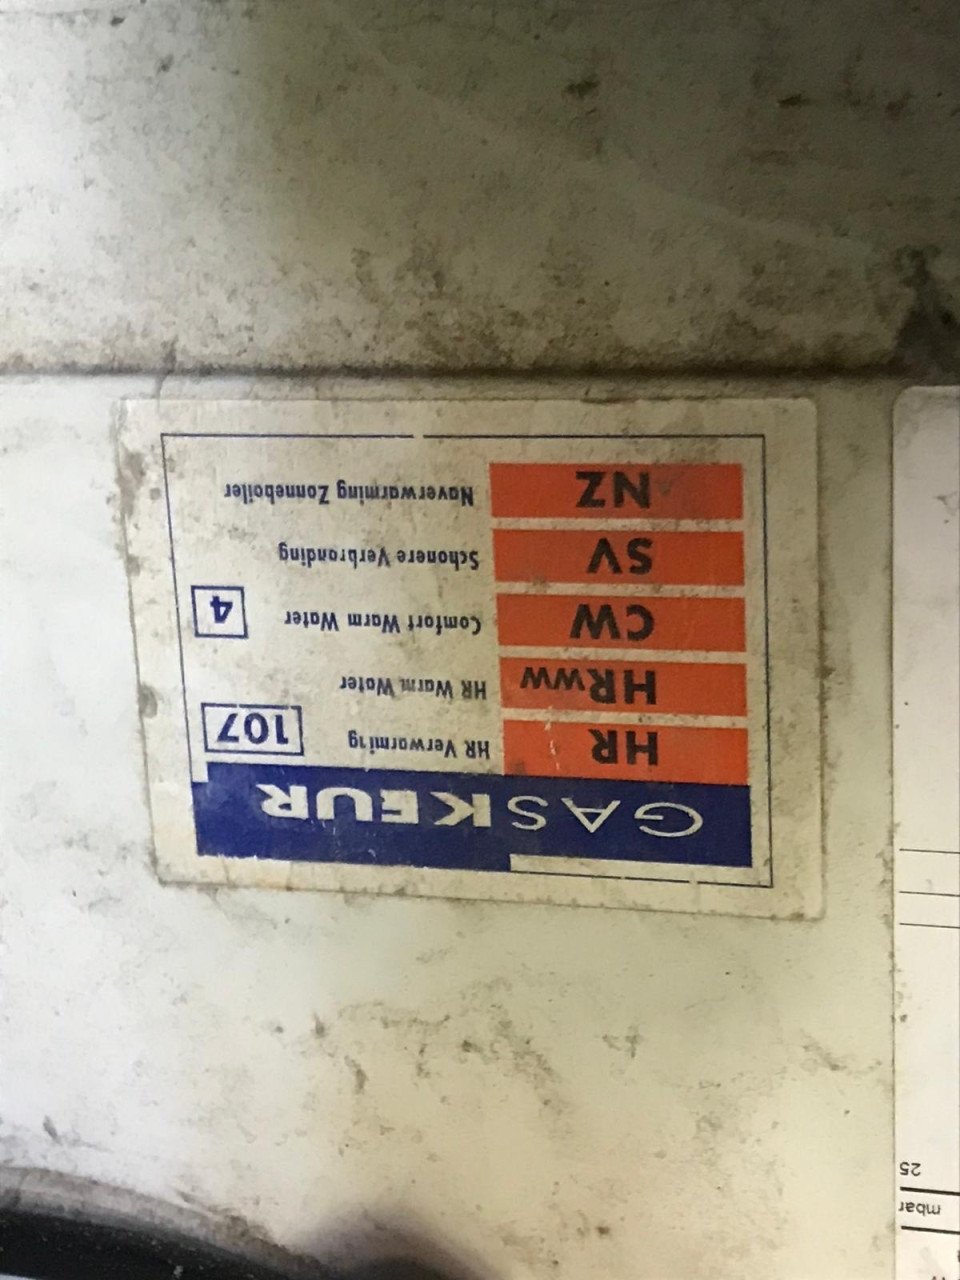 GASKEUR
HR HR Verwarming 107
HRww HR Warm Water
CW Comfort Warm Water 4
SV Schonere Verbranding
NZ Naverwarming Zonneboiler
mbar
25